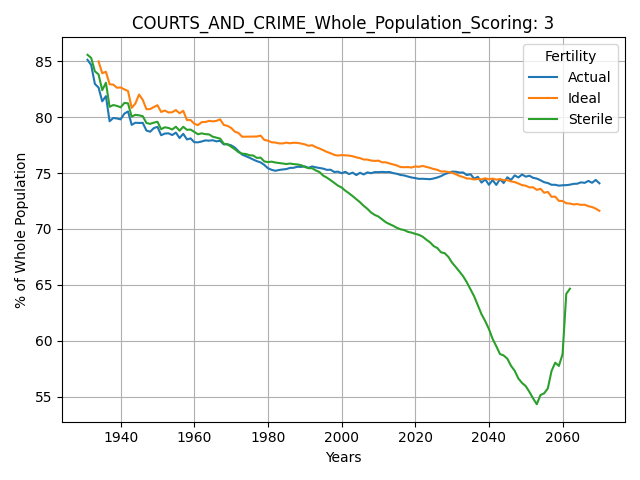 COURTS_AND_CRIME_Whole_Population_Scoring: 3
Fertility
Actual
Ideal
Sterile
% of Whole Population
85
80
75
70
65
60
55
1940
1960
1980
2000
2020
2040
2060
Years